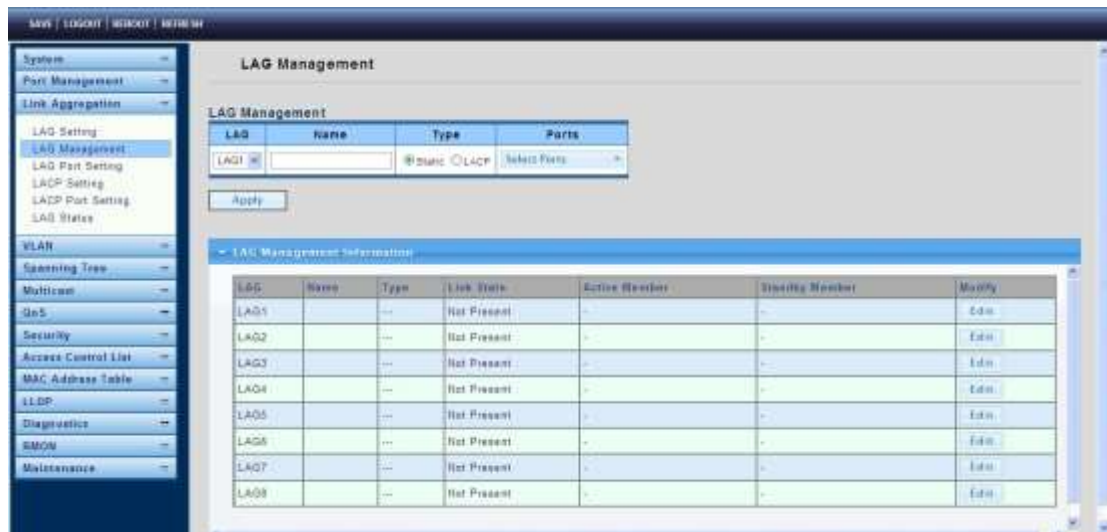 SAVE | LOGOUT | REBOOT | REFRESH
System
Port Management
Link Aggregation
LAG Setting
LAG Management
LAG Port Setting
LACP Setting
LACP Port Setting
LAG Status
VLAN
Spanning Tree
Multicast
QoS
Security
Access Control List
MAC Address Table
LLDP
Diagnostics
RMON
Maintenance
LAG Management
LAG Management
LAG Name Type Ports
LAG1 Static LACP Select Ports
Apply
LAG Management Information
LAG Name Type Link State Active Member Standby Member Modify
LAG1 --- Not Present - - Edit
LAG2 --- Not Present - - Edit
LAG3 --- Not Present - - Edit
LAG4 --- Not Present - - Edit
LAG5 --- Not Present - - Edit
LAG6 --- Not Present - - Edit
LAG7 --- Not Present - - Edit
LAG8 --- Not Present - - Edit